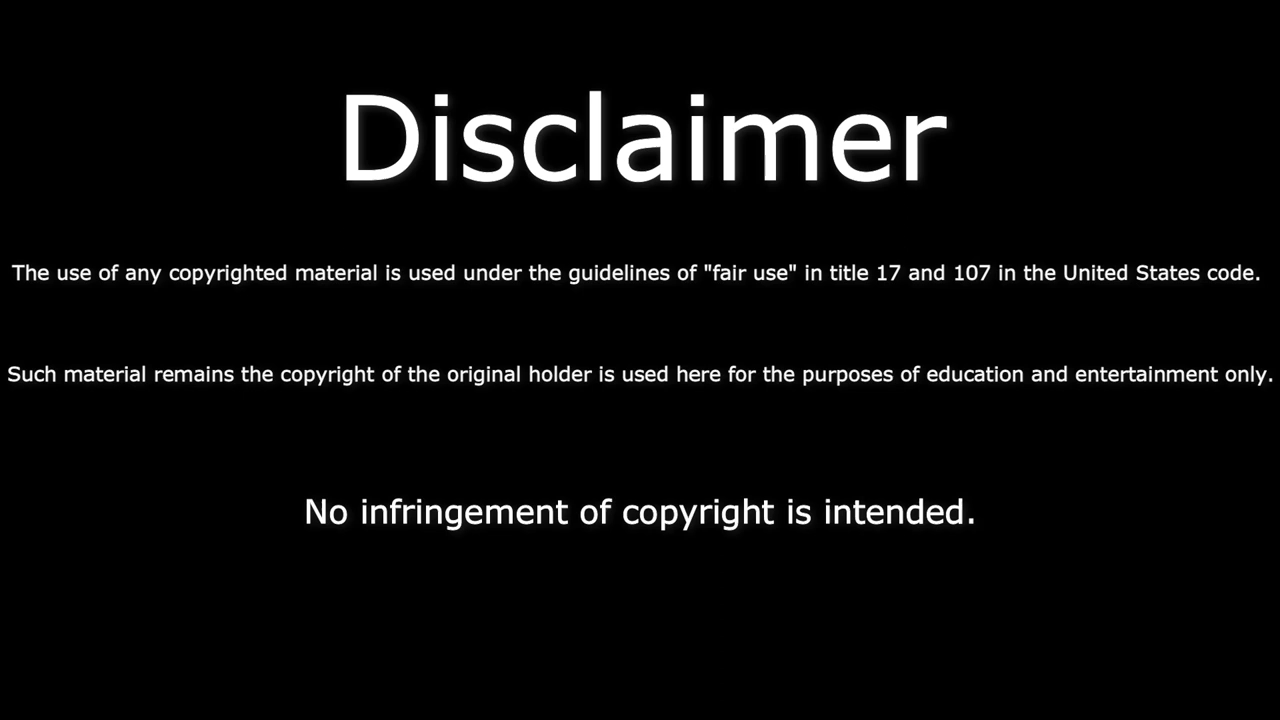 Disclaimer
The use of any copyrighted material is used under the guidelines of "fair use" in title 17 and 107 in the United States code.
Such material remains the copyright of the original holder is used here for the purposes of education and entertainment only.
No infringement of copyright is intended.